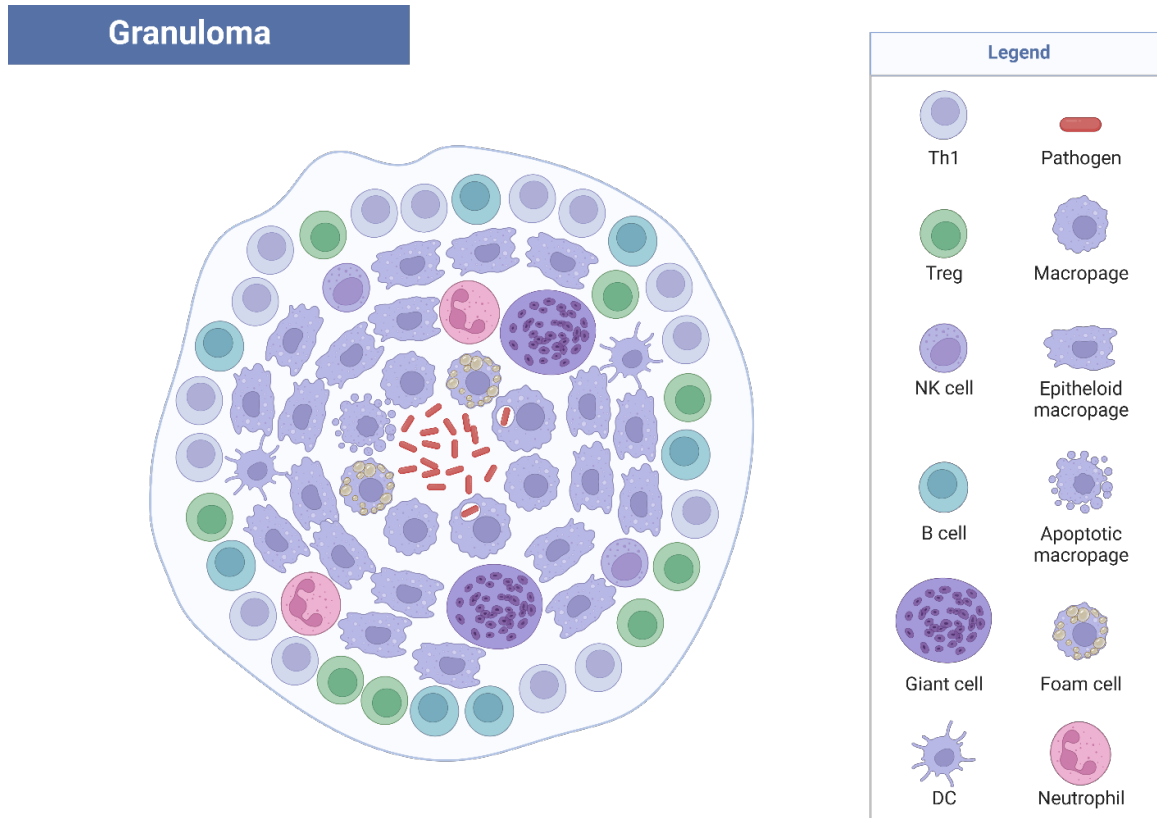 Granuloma
Legend
Th1
Pathogen
Treg
Macropage
NK cell
Epitheloid
macropage
B cell
Apoptotic
macropage
Giant cell
Foam cell
DC
Neutrophil